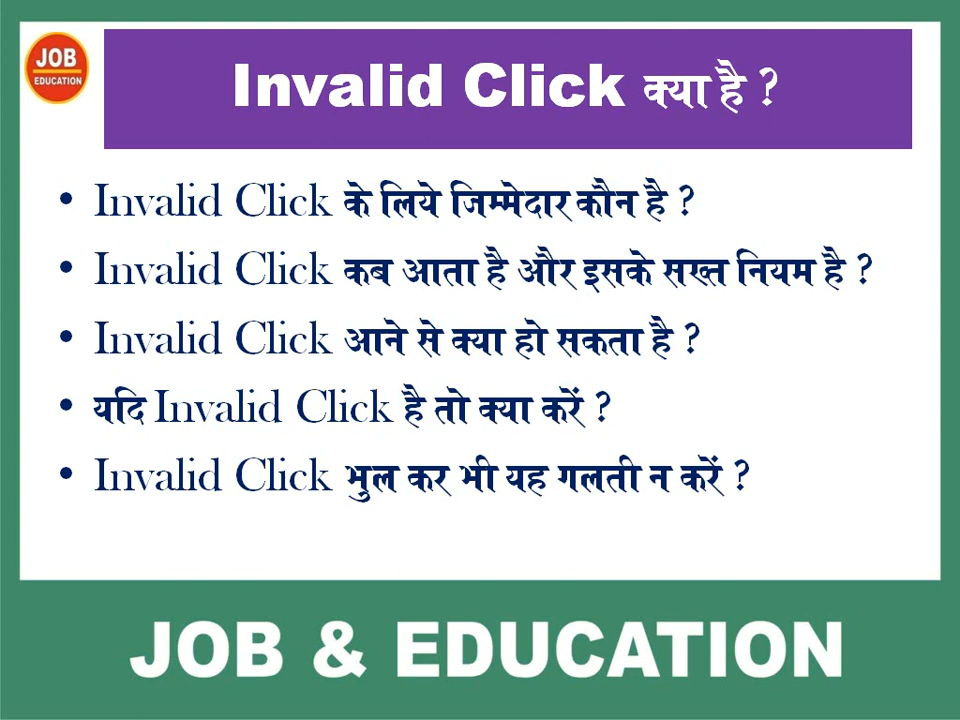 JOB
EDUCATION
Invalid Click क्या है ?
• Invalid Click के लिये जिम्मेदार कौन है ?
• Invalid Click कब आता है और इसके सख्त नियम है ?
• Invalid Click आने से क्या हो सकता है ?
• यदि Invalid Click है तो क्या करें ?
• Invalid Click भुल कर भी यह गलती न करें ?
JOB & EDUCATION